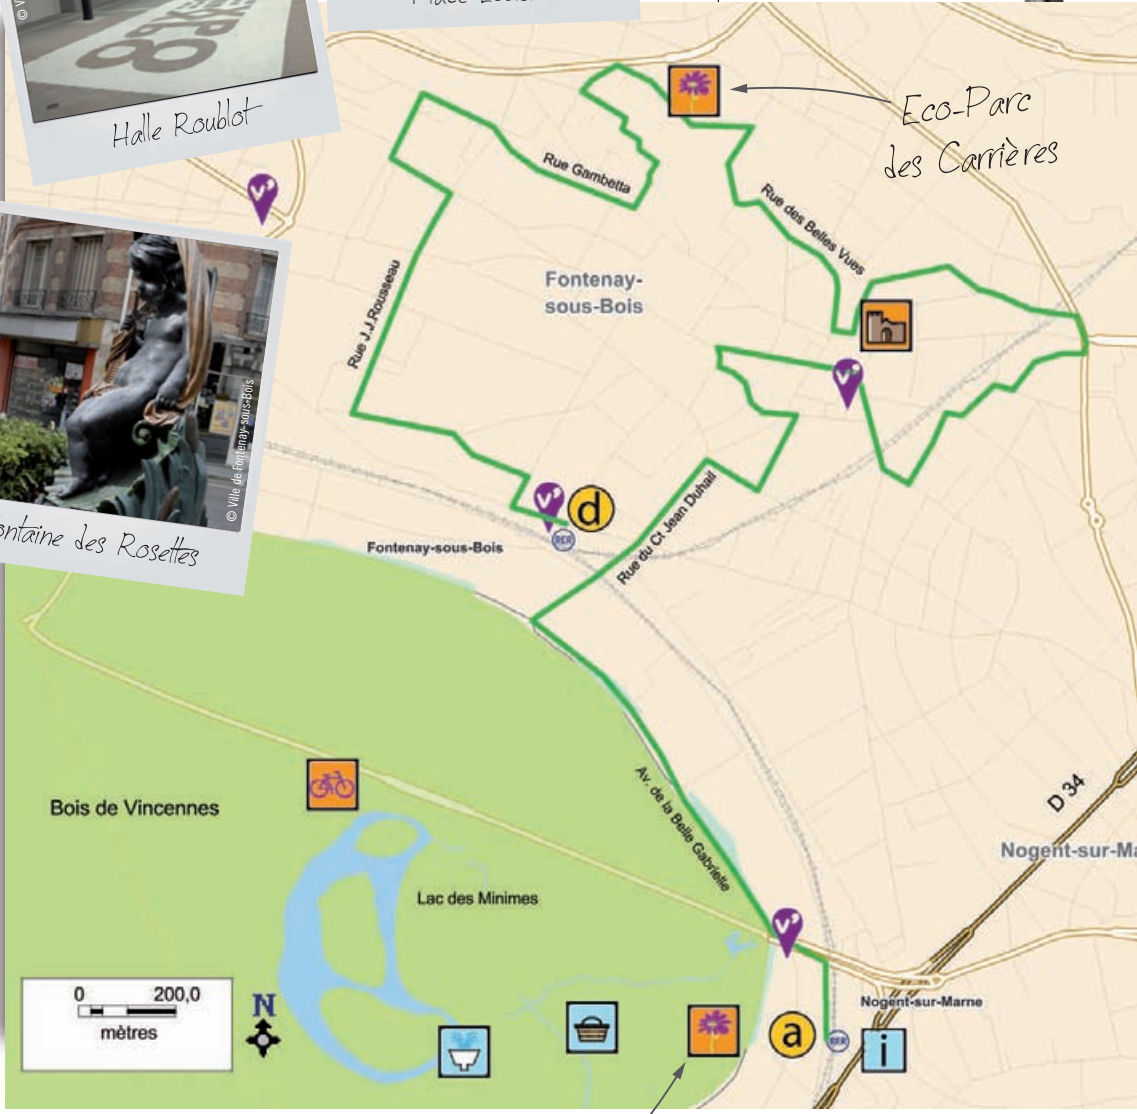 © V
Halle Roublot
Eco-Parc
des Carrières
Rue Gambetta
Rue des Belles Vues
Fontenay-
sous-Bois
Rue J.J.Rousseau
© Ville de Fontenay-sous-Bois
ontaine des Rosettes
V'
V'
V'
d
RER
Fontenay-sous-Bois
Rue du Ct Jean Duhail
Av. de la Belle Gabrielle
Bois de Vincennes
D 34
Nogent-sur-Ma
Lac des Minimes
V'
0 200,0
mètres
N
Nogent-sur-Marne
a
RER
i